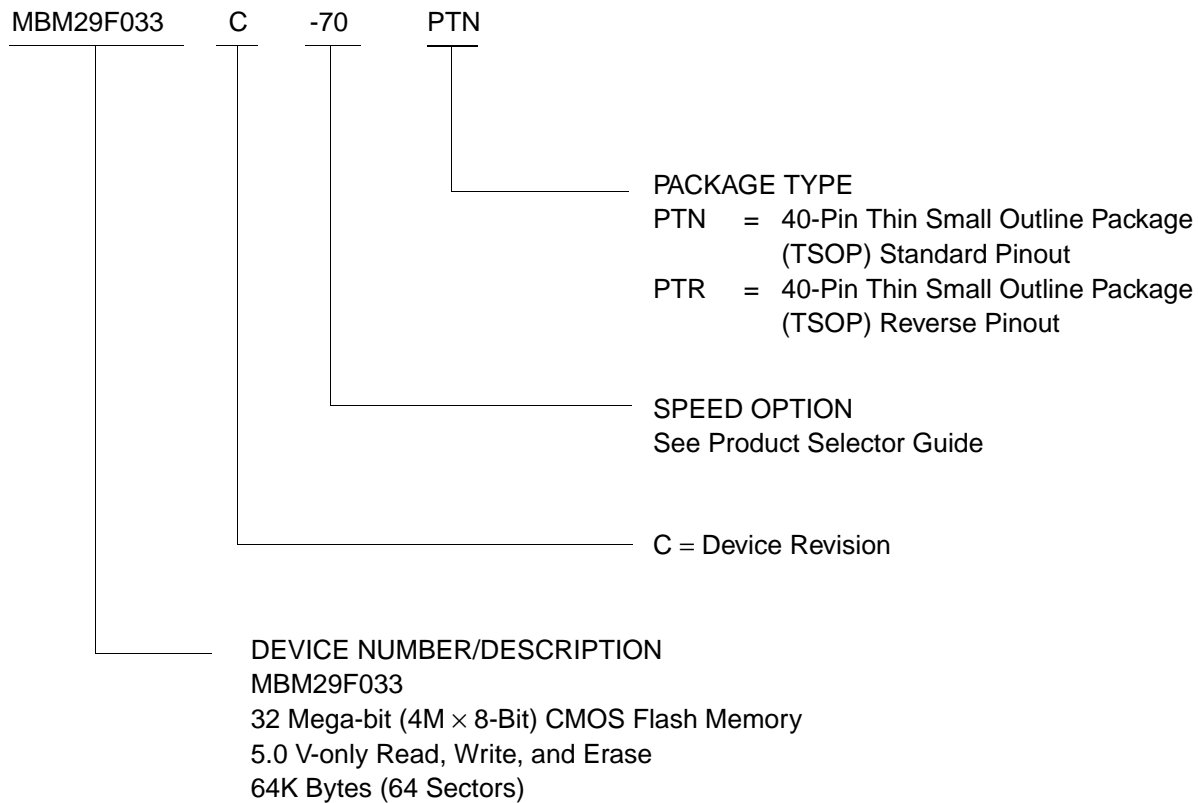 MBM29F033 C -70 PTN
PACKAGE TYPE
PTN = 40-Pin Thin Small Outline Package
(TSOP) Standard Pinout
PTR = 40-Pin Thin Small Outline Package
(TSOP) Reverse Pinout
SPEED OPTION
See Product Selector Guide
C = Device Revision
DEVICE NUMBER/DESCRIPTION
MBM29F033
32 Mega-bit (4M × 8-Bit) CMOS Flash Memory
5.0 V-only Read, Write, and Erase
64K Bytes (64 Sectors)